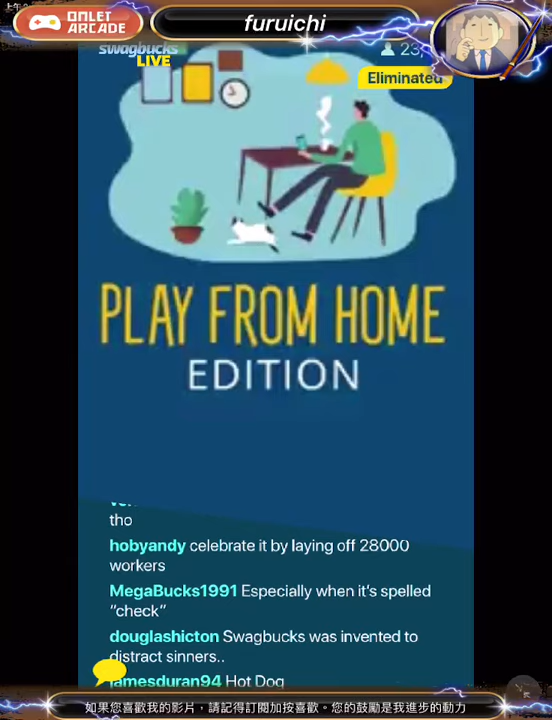 OMLET
ARCADE
furuichi
swagbucks
LIVE
23,
Eliminated
PLAY FROM HOME
EDITION
tho
hobyandy celebrate it by laying off 28000
workers
MegaBucks1991 Especially when it's spelled
"check"
douglashicton Swagbucks was invented to
distract sinners..
jamesduran94 Hot Dog
如果您喜歡我的影片，請記得訂閱加按喜歡。您的鼓勵是我進步的動力